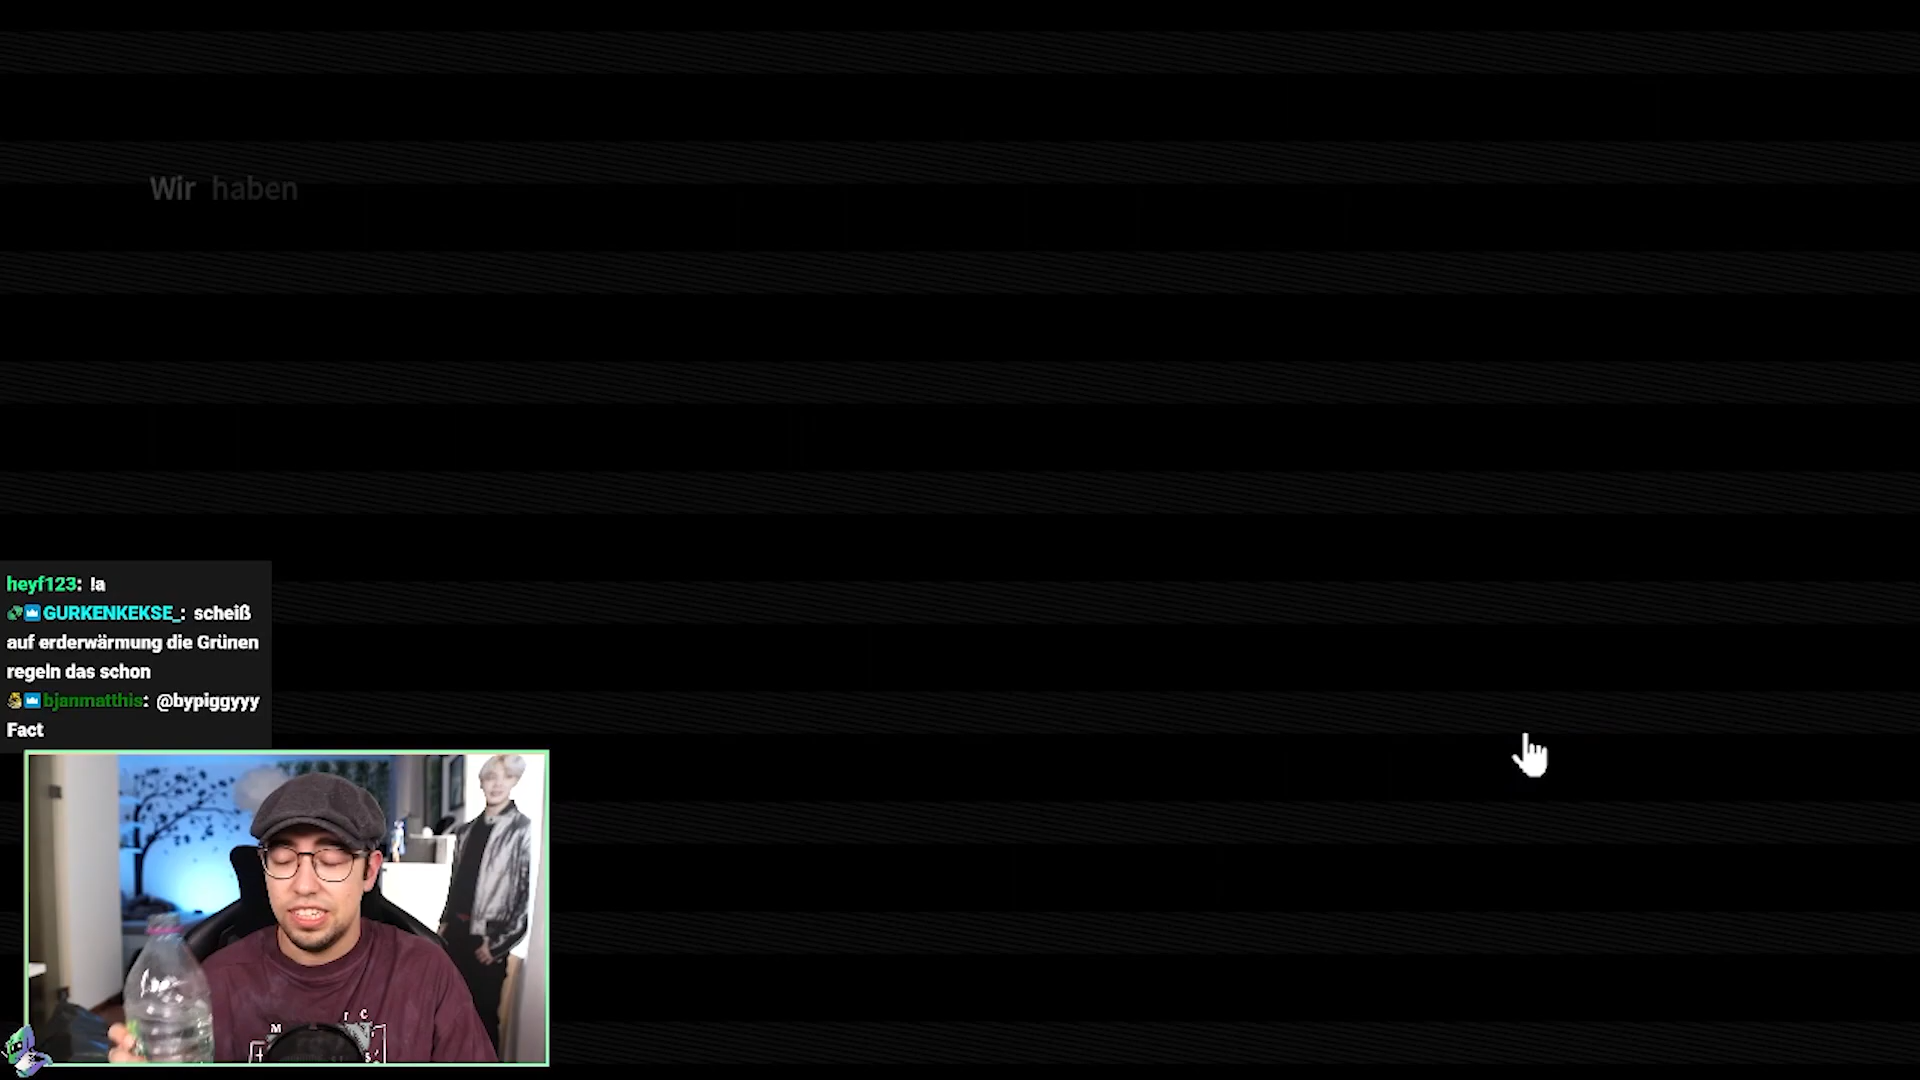 Wir haben
heyf123: !a
GURKENKEKSE_: scheiß
auf erderwärmung die Grünen
regeln das schon
bjanmatthis: @bypiggyyy
Fact